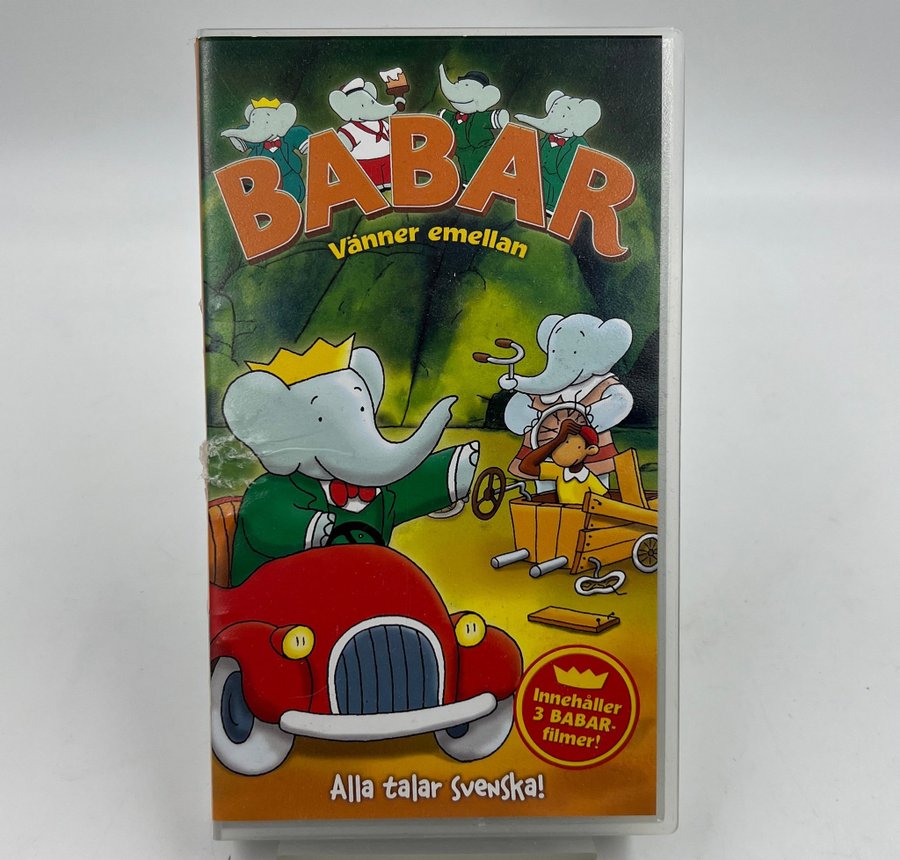 BABAR
Vänner emellan
Innehåller
3 BABAR-
filmer!
Alla talar svenska!